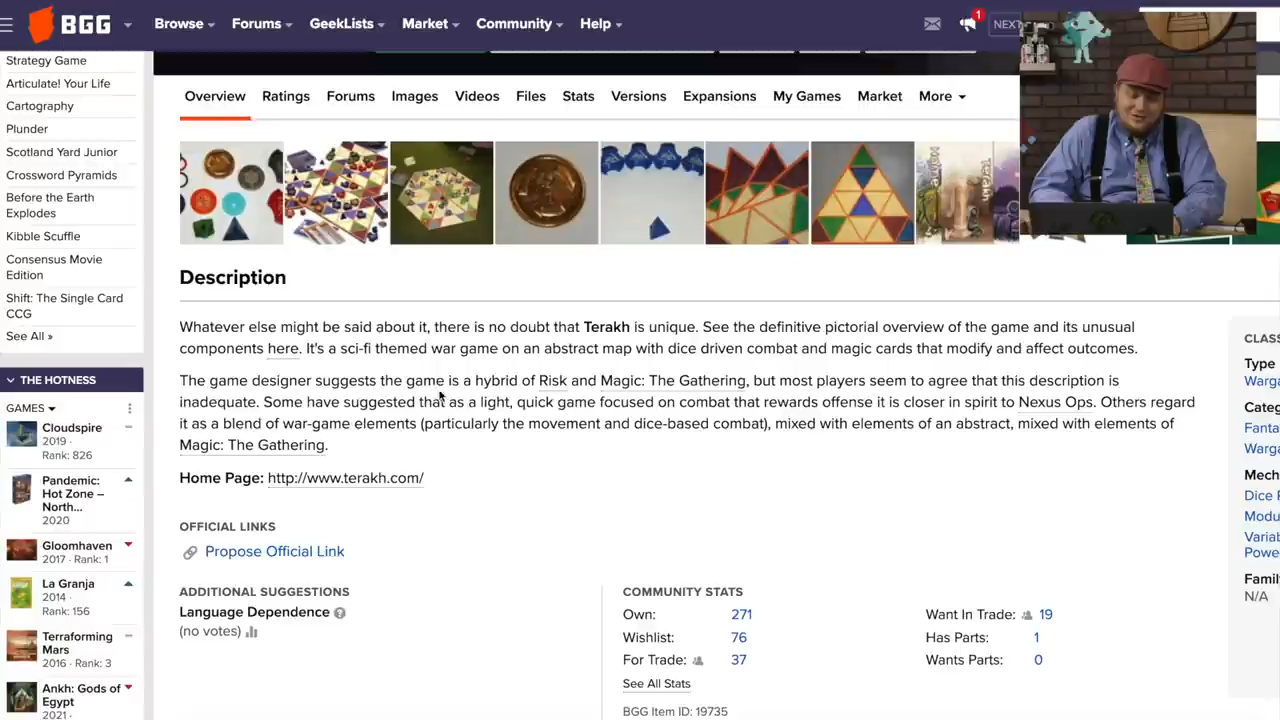 BGG
Browse
Forums
GeekLists
Market
Community
Help
1
NEXT
Strategy Game
Articulate! Your Life
Cartography
Plunder
Scotland Yard Junior
Crossword Pyramids
Before the Earth
Explodes
Kibble Scuffle
Consensus Movie
Edition
Shift: The Single Card
CCG
See All »
THE HOTNESS
GAMES
Cloudspire
2019
Rank: 826
Pandemic:
Hot Zone –
North...
2020
Gloomhaven
2017 · Rank: 1
La Granja
2014 ·
Rank: 156
Terraforming
Mars
2016 · Rank: 3
Ankh: Gods of
Egypt
2021 ·
Overview
Ratings
Forums
Images
Videos
Files
Stats
Versions
Expansions
My Games
Market
More
Description
Whatever else might be said about it, there is no doubt that Terakh is unique. See the definitive pictorial overview of the game and its unusual
components here. It's a sci-fi themed war game on an abstract map with dice driven combat and magic cards that modify and affect outcomes.
The game designer suggests the game is a hybrid of Risk and Magic: The Gathering, but most players seem to agree that this description is
inadequate. Some have suggested that as a light, quick game focused on combat that rewards offense it is closer in spirit to Nexus Ops. Others regard
it as a blend of war-game elements (particularly the movement and dice-based combat), mixed with elements of an abstract, mixed with elements of
Magic: The Gathering.
Home Page: http://www.terakh.com/
OFFICIAL LINKS
Propose Official Link
ADDITIONAL SUGGESTIONS
Language Dependence
(no votes)
COMMUNITY STATS
Own: 271
Wishlist: 76
For Trade: 37
See All Stats
BGG Item ID: 19735
Want In Trade: 19
Has Parts: 1
Wants Parts: 0
CLASS
Type
Warga
Categ
Fanta
Warga
Mech
Dice
Modu
Variab
Powe
Famil
N/A